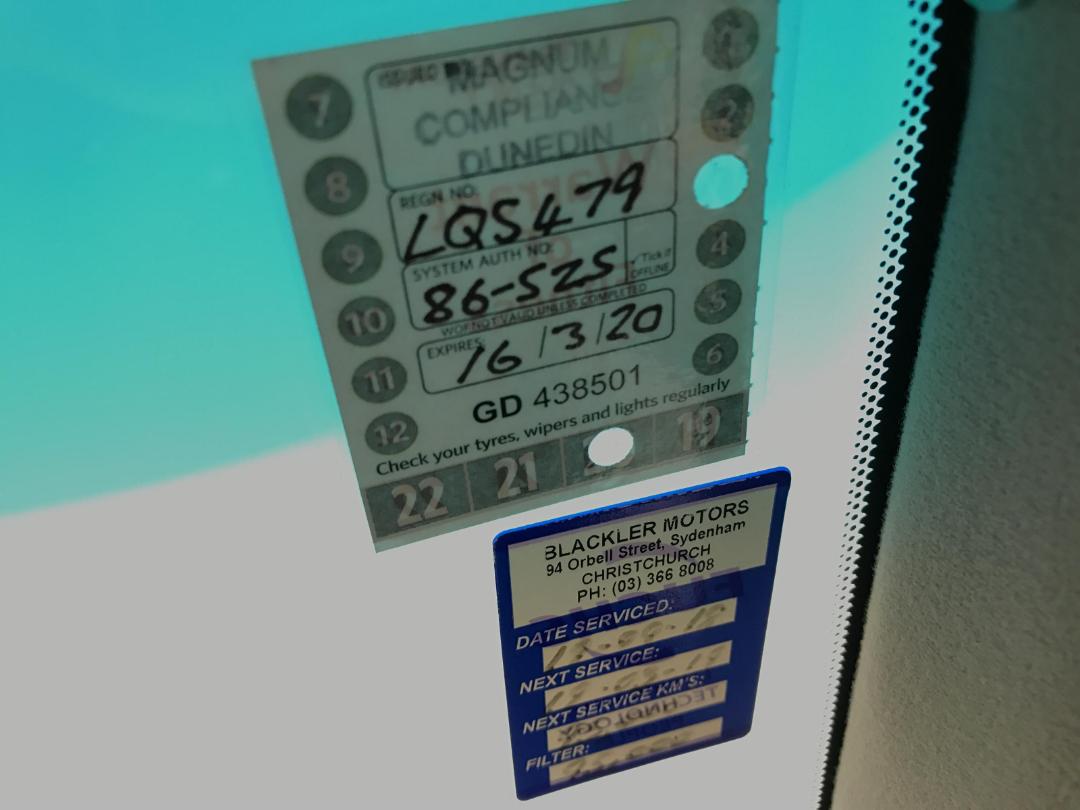 7
8
9
10
11
12
ISSUED
MAGNUM
COMPLIANCE
DUNEDIN
REGN NO:
LQS479
SYSTEM AUTH NO:
86-525
Tick if
OFFLINE
WOF NOT VALID UNLESS COMPLETED
EXPIRES:
16/3/20
GD 438501
Check your tyres, wipers and lights regularly
2
4
5
6
22 21 19
BLACKLER MOTORS
94 Orbell Street, Sydenham
CHRISTCHURCH
PH: (03) 366 8008
DATE SERVICED:
NEXT SERVICE:
NEXT SERVICE KM'S:
TECHNOLOGY
FILTER: